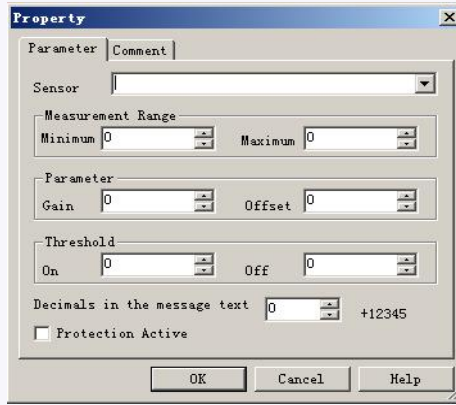 Property
Parameter Comment
Sensor
Measurement Range
Minimum 0 Maximum 0
Parameter
Gain 0 Offset 0
Threshold
On 0 Off 0
Decimals in the message text 0 +12345
Protection Active
OK Cancel Help